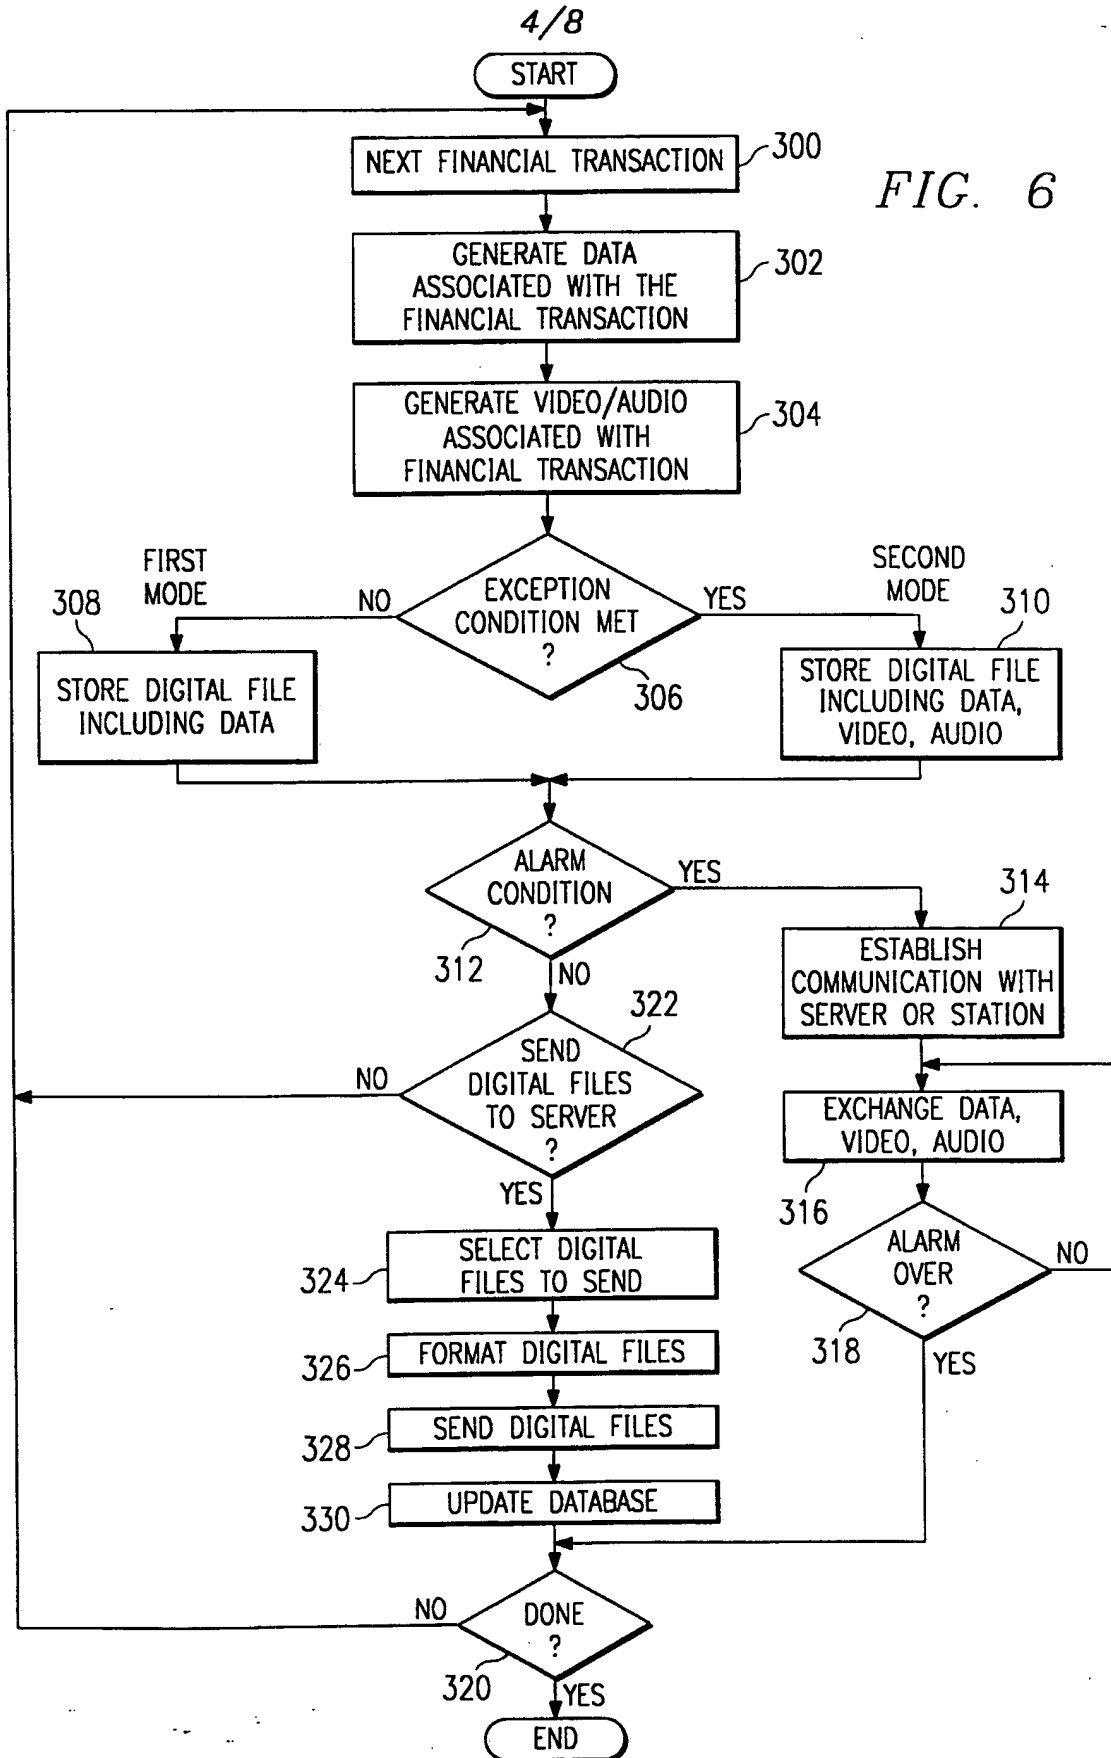 4/8
START
NEXT FINANCIAL TRANSACTION
300
FIG. 6
GENERATE DATA
ASSOCIATED WITH THE
FINANCIAL TRANSACTION
302
GENERATE VIDEO/AUDIO
ASSOCIATED WITH
FINANCIAL TRANSACTION
304
FIRST
MODE
SECOND
MODE
308
NO
EXCEPTION
CONDITION MET
?
YES
306
310
STORE DIGITAL FILE
INCLUDING DATA
STORE DIGITAL FILE
INCLUDING DATA,
VIDEO, AUDIO
ALARM
CONDITION
?
YES
312
NO
314
ESTABLISH
COMMUNICATION WITH
SERVER OR STATION
322
SEND
DIGITAL FILES
TO SERVER
?
NO
YES
EXCHANGE DATA,
VIDEO, AUDIO
316
ALARM
OVER
?
NO
318
YES
324
SELECT DIGITAL
FILES TO SEND
326
FORMAT DIGITAL FILES
328
SEND DIGITAL FILES
330
UPDATE DATABASE
NO
DONE
?
320
YES
END